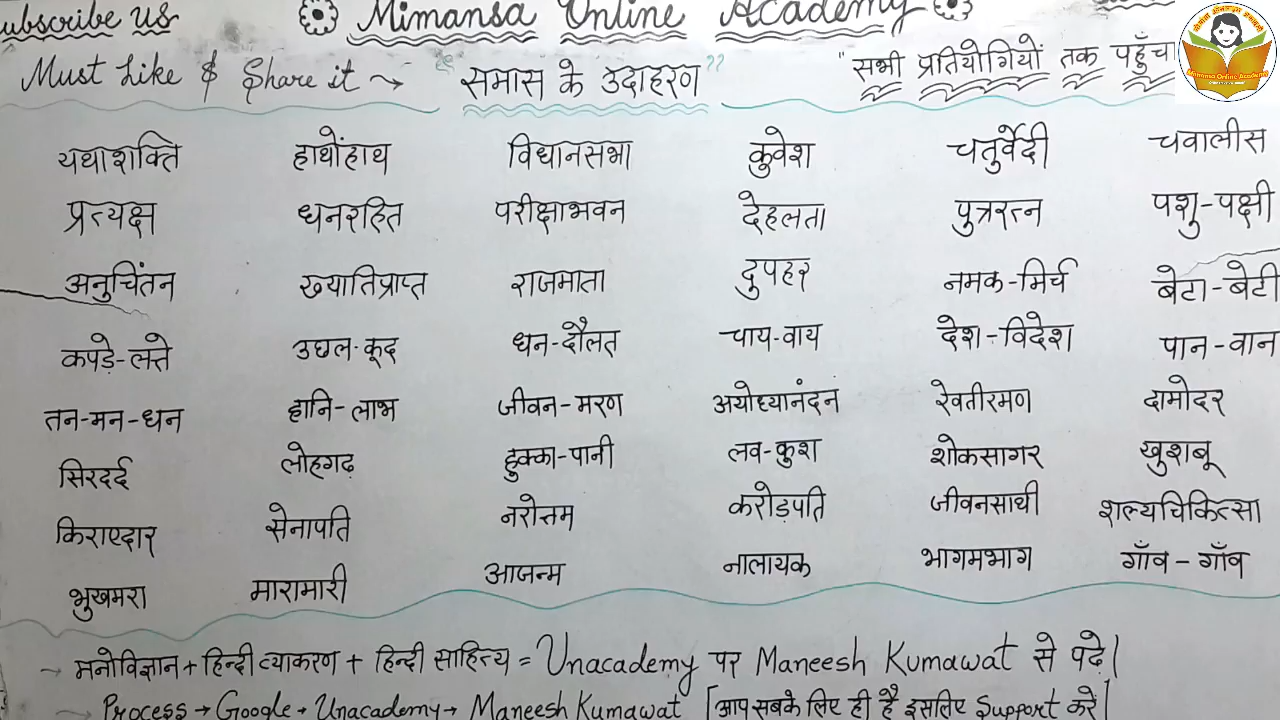 ubscribe us Mimansa Online Academy
Must Like & Share it → "समास के उदाहरण" "सभी प्रतियोगियों तक पहुँचा
Mimansa Online Academy
यथाशक्ति हाथोंहाथ विधानसभा कुवेश चतुर्वेदी चवालीस
प्रत्यक्ष धनरहित परीक्षाभवन देहलता पुत्ररत्न पशु-पक्षी
अनुचिंतन ख्यातिप्राप्त राजमाता दुपहर नमक-मिर्च बेटा-बेटी
कपड़े-लत्ते उछल-कूद धन-दौलत चाय-वाय देश-विदेश पान-वान
तन-मन-धन हानि-लाभ जीवन-मरण अयोध्यानंदन रेवतीरमण दामोदर
सिरदर्द लोहगढ़ हुक्का-पानी लव-कुश शोकसागर खुशबू
किराएदार सेनापति नरोत्तम करोड़पति जीवनसाथी शल्यचिकित्सा
भुखमरा मारामारी आजन्म नालायक भागमभाग गाँव-गाँव
→ मनोविज्ञान + हिन्दी व्याकरण + हिन्दी साहित्य = Unacademy पर Maneesh Kumawat से पढ़े|
→ Process → Google → Unacademy → Maneesh Kumawat [आप सबके लिए ही है इसलिए Support करें]